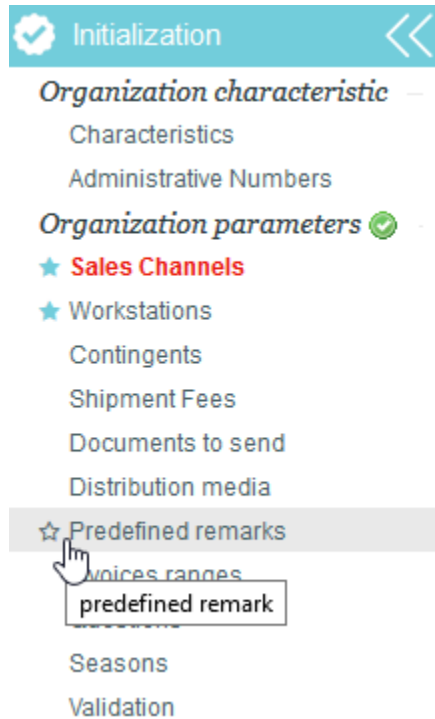 Initialization
Organization characteristic
Characteristics
Administrative Numbers
Organization parameters
Sales Channels
Workstations
Contingents
Shipment Fees
Documents to send
Distribution media
Predefined remarks
ranges
predefined remark
Seasons
Validation